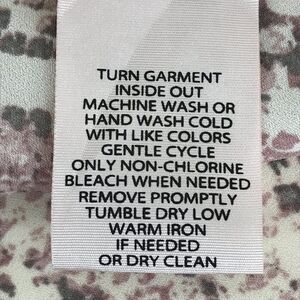 TURN GARMENT
INSIDE OUT
MACHINE WASH OR
HAND WASH COLD
WITH LIKE COLORS
GENTLE CYCLE
ONLY NON-CHLORINE
BLEACH WHEN NEEDED
REMOVE PROMPTLY
TUMBLE DRY LOW
WARM IRON
IF NEEDED
OR DRY CLEAN